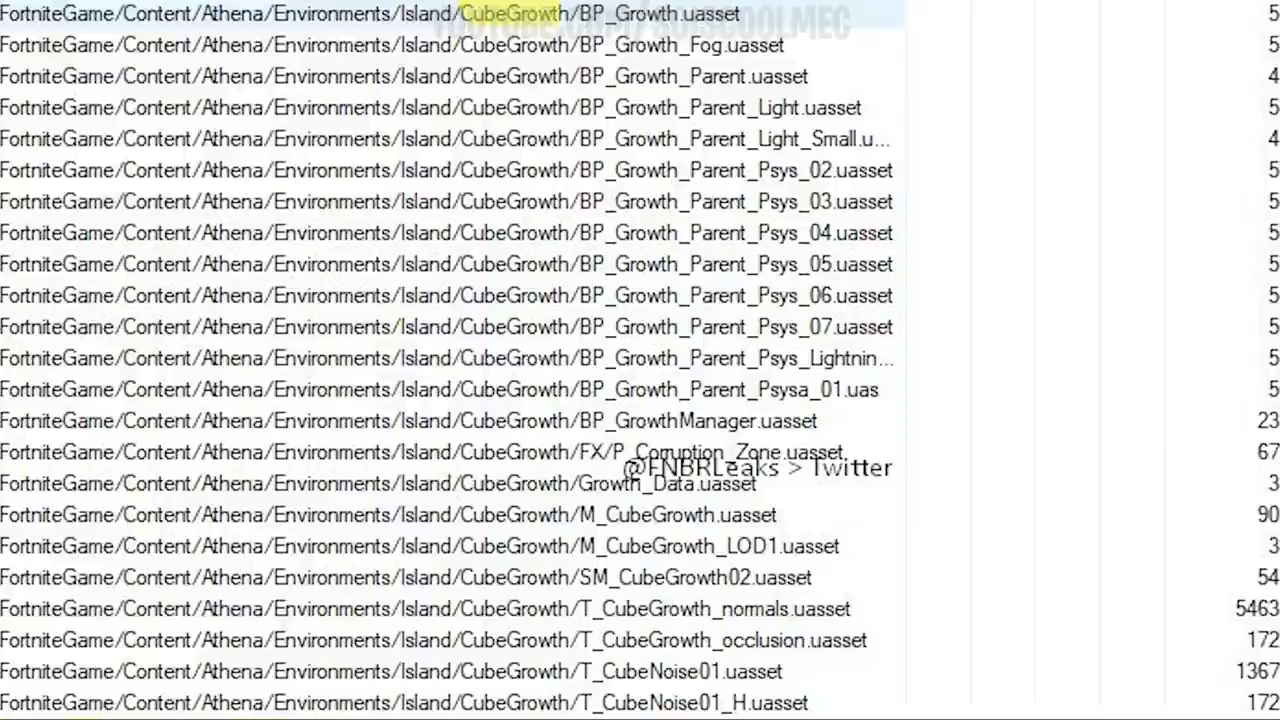 FortniteGame/Content/Athena/Environments/Island/CubeGrowth/BP_Growth.uasset 5
YOUTUBE.COM/SOISCOOLMEC
FortniteGame/Content/Athena/Environments/Island/CubeGrowth/BP_Growth_Fog.uasset 5
FortniteGame/Content/Athena/Environments/Island/CubeGrowth/BP_Growth_Parent.uasset 4
FortniteGame/Content/Athena/Environments/Island/CubeGrowth/BP_Growth_Parent_Light.uasset 5
FortniteGame/Content/Athena/Environments/Island/CubeGrowth/BP_Growth_Parent_Light_Small.u... 4
FortniteGame/Content/Athena/Environments/Island/CubeGrowth/BP_Growth_Parent_Psys_02.uasset 5
FortniteGame/Content/Athena/Environments/Island/CubeGrowth/BP_Growth_Parent_Psys_03.uasset 5
FortniteGame/Content/Athena/Environments/Island/CubeGrowth/BP_Growth_Parent_Psys_04.uasset 5
FortniteGame/Content/Athena/Environments/Island/CubeGrowth/BP_Growth_Parent_Psys_05.uasset 5
FortniteGame/Content/Athena/Environments/Island/CubeGrowth/BP_Growth_Parent_Psys_06.uasset 5
FortniteGame/Content/Athena/Environments/Island/CubeGrowth/BP_Growth_Parent_Psys_07.uasset 5
FortniteGame/Content/Athena/Environments/Island/CubeGrowth/BP_Growth_Parent_Psys_Lightnin... 5
FortniteGame/Content/Athena/Environments/Island/CubeGrowth/BP_Growth_Parent_Psysa_01.uas 5
FortniteGame/Content/Athena/Environments/Island/CubeGrowth/BP_GrowthManager.uasset 23
FortniteGame/Content/Athena/Environments/Island/CubeGrowth/FX/P_Corruption_Zone.uasset 67
@FNBRLeaks > Twitter
FortniteGame/Content/Athena/Environments/Island/CubeGrowth/Growth_Data.uasset 3
FortniteGame/Content/Athena/Environments/Island/CubeGrowth/M_CubeGrowth.uasset 90
FortniteGame/Content/Athena/Environments/Island/CubeGrowth/M_CubeGrowth_LOD1.uasset 3
FortniteGame/Content/Athena/Environments/Island/CubeGrowth/SM_CubeGrowth02.uasset 54
FortniteGame/Content/Athena/Environments/Island/CubeGrowth/T_CubeGrowth_normals.uasset 5463
FortniteGame/Content/Athena/Environments/Island/CubeGrowth/T_CubeGrowth_occlusion.uasset 172
FortniteGame/Content/Athena/Environments/Island/CubeGrowth/T_CubeNoise01.uasset 1367
FortniteGame/Content/Athena/Environments/Island/CubeGrowth/T_CubeNoise01_H.uasset 172